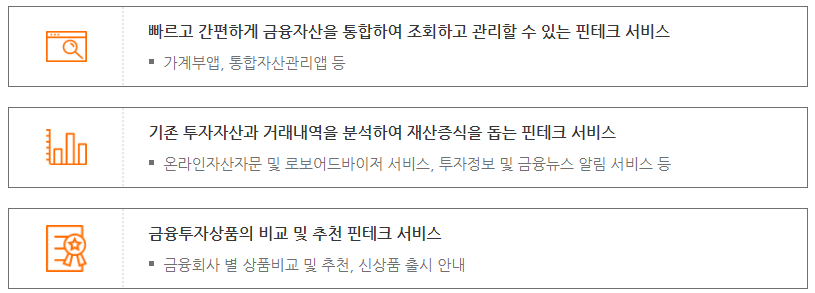 빠르고 간편하게 금융자산을 통합하여 조회하고 관리할 수 있는 핀테크 서비스
가계부앱, 통합자산관리앱 등
기존 투자자산과 거래내역을 분석하여 재산증식을 돕는 핀테크 서비스
온라인자산자문 및 로보어드바이저 서비스, 투자정보 및 금융뉴스 알림 서비스 등
금융투자상품의 비교 및 추천 핀테크 서비스
금융회사 별 상품비교 및 추천, 신상품 출시 안내